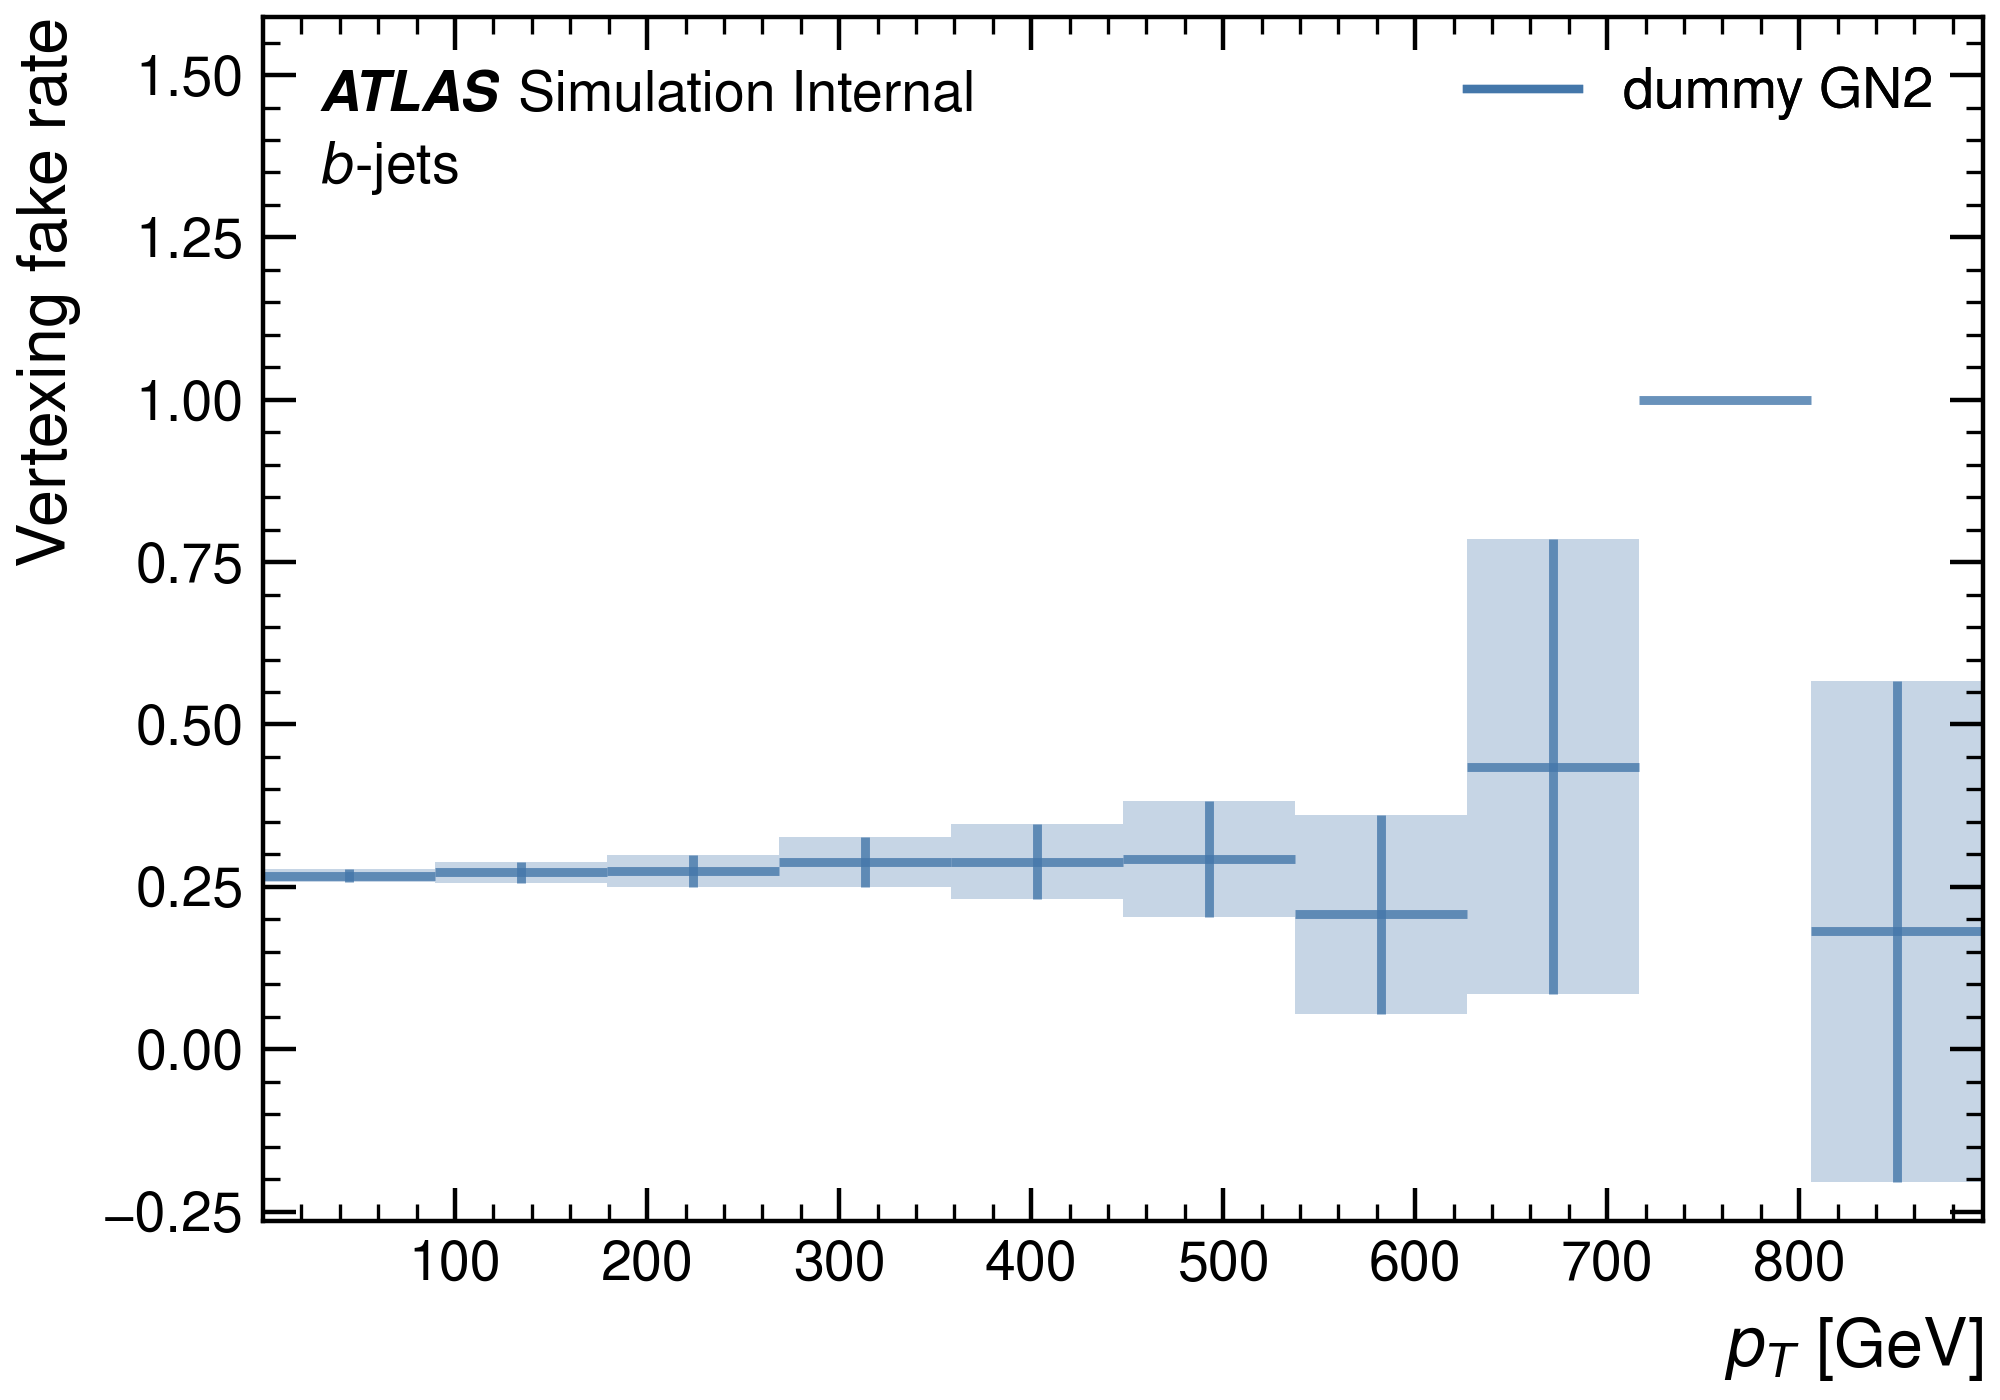 Vertexing fake rate
1.50
1.25
1.00
0.75
0.50
0.25
0.00
−0.25
ATLAS Simulation Internal
b-jets
dummy GN2
100 200 300 400 500 600 700 800
pT [GeV]